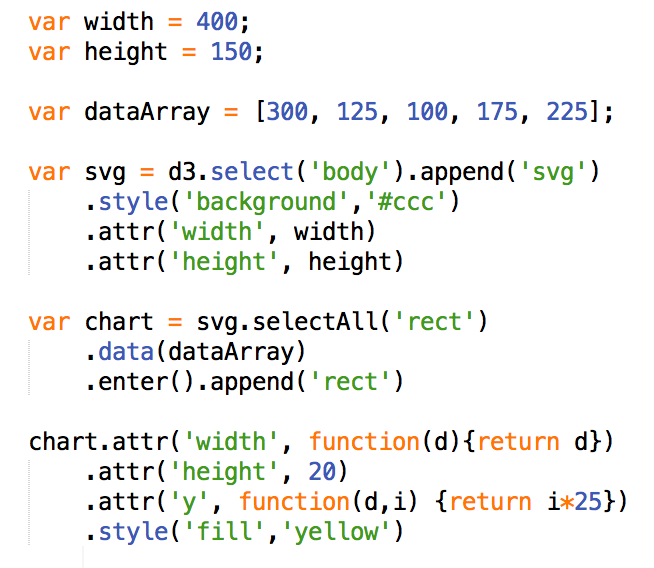 var width = 400;
var height = 150;
var dataArray = [300, 125, 100, 175, 225];
var svg = d3.select('body').append('svg')
.style('background','#ccc')
.attr('width', width)
.attr('height', height)
var chart = svg.selectAll('rect')
.data(dataArray)
.enter().append('rect')
chart.attr('width', function(d){return d})
.attr('height', 20)
.attr('y', function(d,i) {return i*25})
.style('fill','yellow')